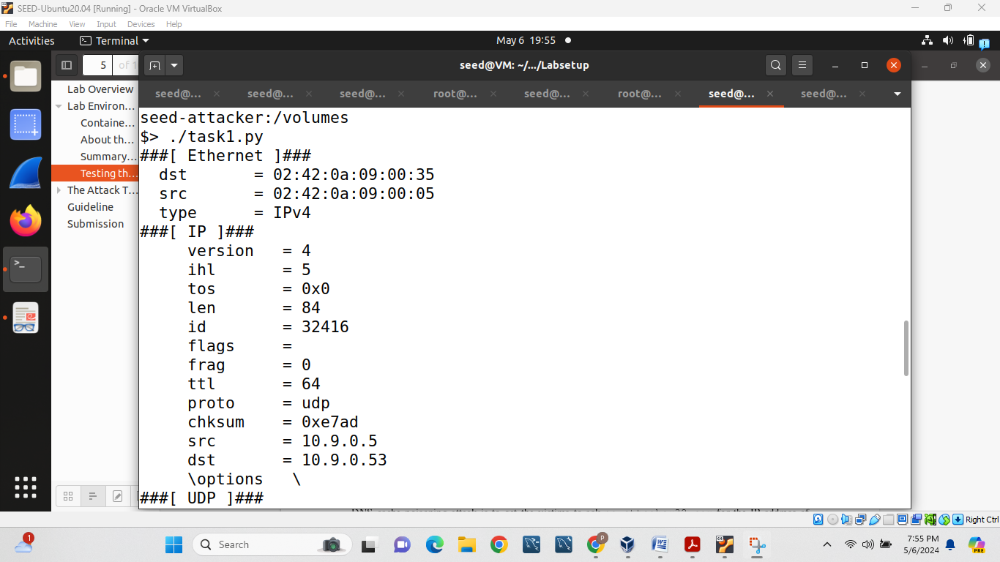 SEED-Ubuntu20.04 [Running] - Oracle VM VirtualBox
File Machine View Input Devices Help
Activities Terminal May 6 19:55
5 of 1
seed@VM: ~/.../Labsetup
seed@... seed@... seed@... root@... seed@... root@... seed@... seed@...
Lab Overview
Lab Environ...
Containe...
About th...
Summary...
Testing th...
The Attack T...
Guideline
Submission
seed-attacker:/volumes
$> ./task1.py
###[ Ethernet ]###
dst = 02:42:0a:09:00:35
src = 02:42:0a:09:00:05
type = IPv4
###[ IP ]###
version = 4
ihl = 5
tos = 0x0
len = 84
id = 32416
flags =
frag = 0
ttl = 64
proto = udp
chksum = 0xe7ad
src = 10.9.0.5
dst = 10.9.0.53
\options \
###[ UDP ]###
Right Ctrl
1
Search
P
7:55 PM
5/6/2024
PRE